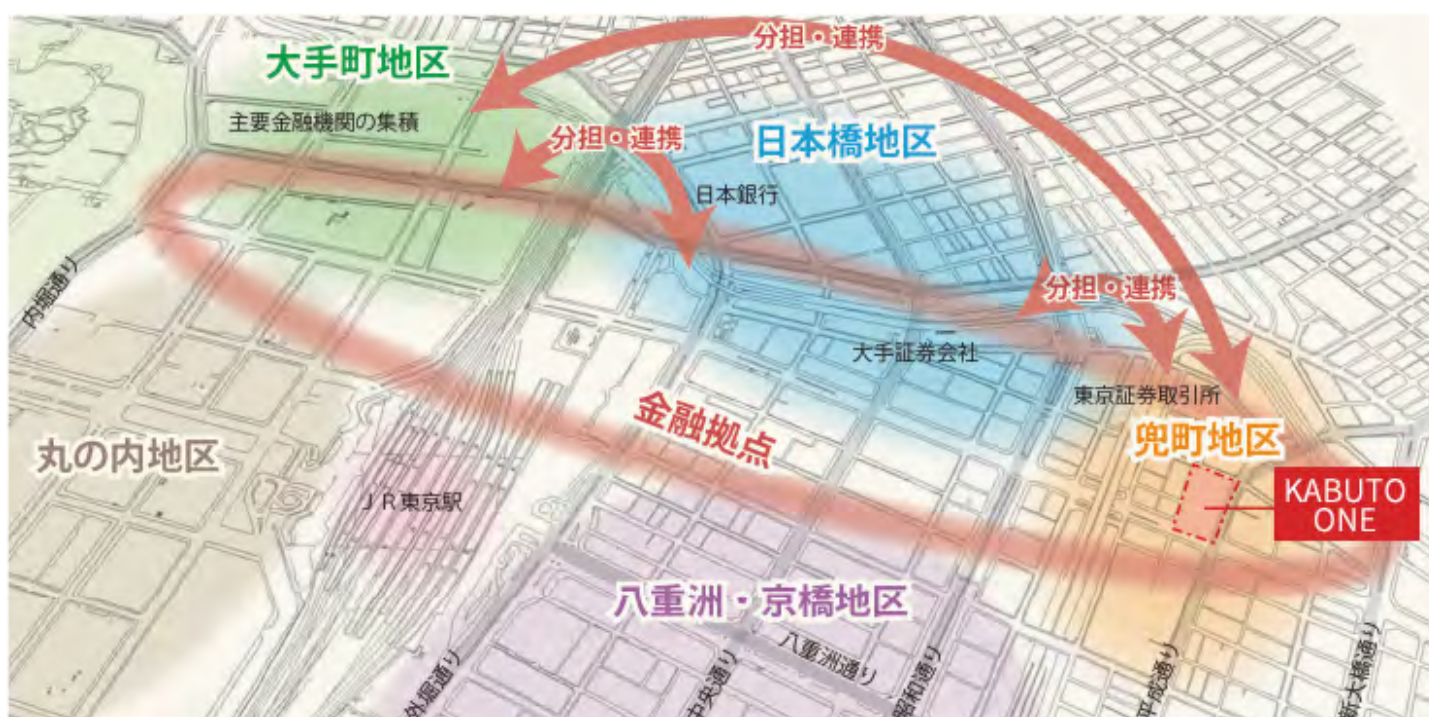 分担・連携
大手町地区
主要金融機関の集積
分担・連携
日本橋地区
日本銀行
内堀通り
分担・連携
大手証券会社
東京証券取引所
金融拠点
兜町地区
丸の内地区
JR東京駅
KABUTO
ONE
八重洲・京橋地区
八重洲通り
外堀通り
中央通り
昭和通り
平成通り
新大橋通り